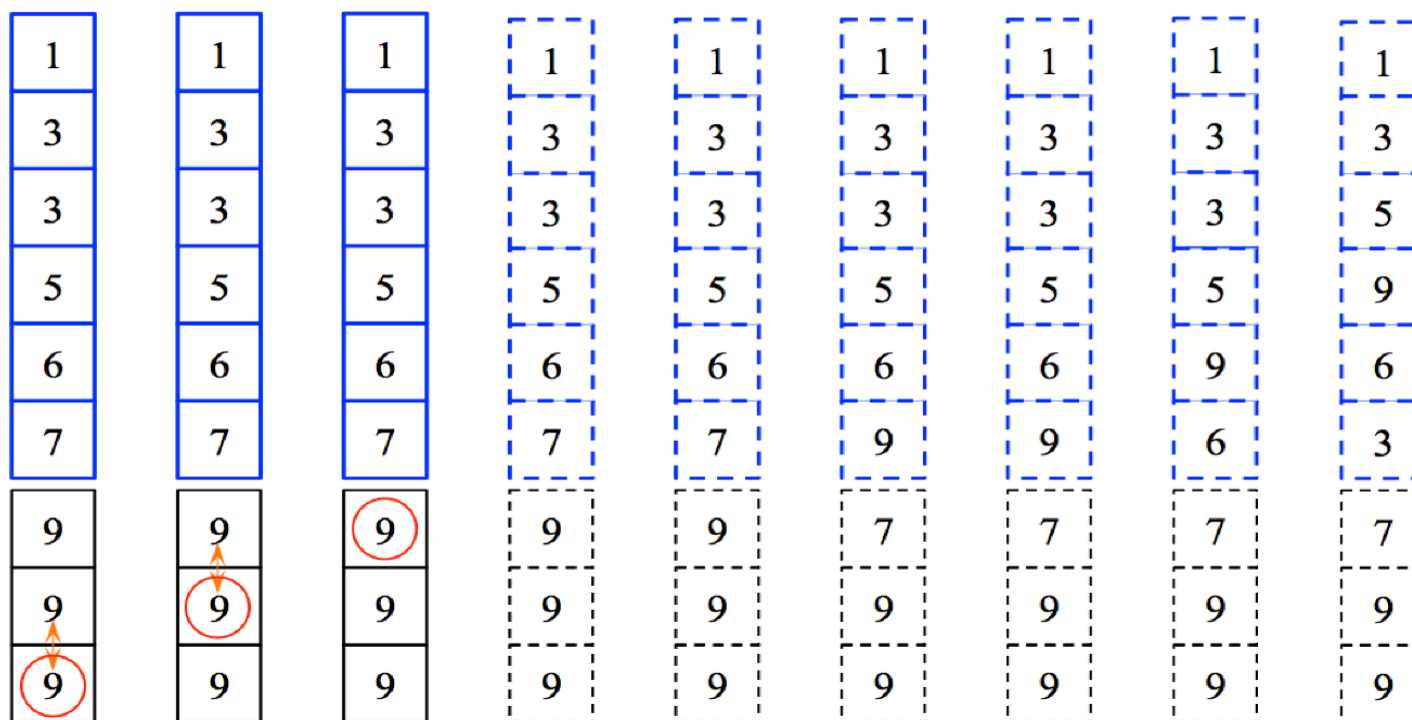 1 1 1 1 1 1 1 1 1
3 3 3 3 3 3 3 3 3
3 3 3 3 3 3 3 3 5
5 5 5 5 5 5 5 5 9
6 6 6 6 6 6 6 9 6
7 7 7 7 7 9 9 6 3
9 9 9 9 9 7 7 7 7
9 9 9 9 9 9 9 9 9
9 9 9 9 9 9 9 9 9